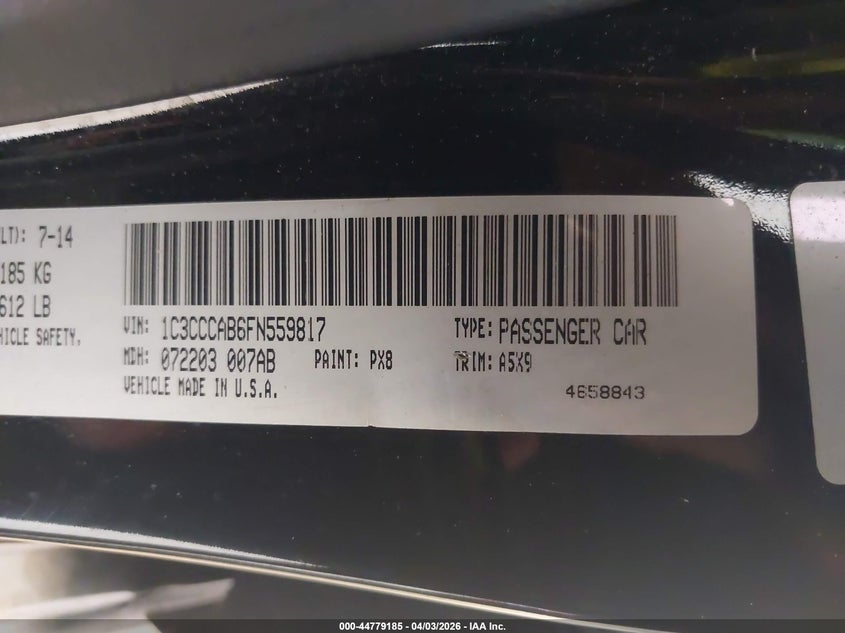 LT): 7-14
185 KG
612 LB
HICLE SAFETY,
VIN: 1C3CCCAB6FN559817
TYPE: PASSENGER CAR
MDH: 072203 007AB
PAINT: PX8
TRIM: A5X9
VEHICLE MADE IN U.S.A.
4658843
000-44779185 - 04/03/2026 - IAA Inc.